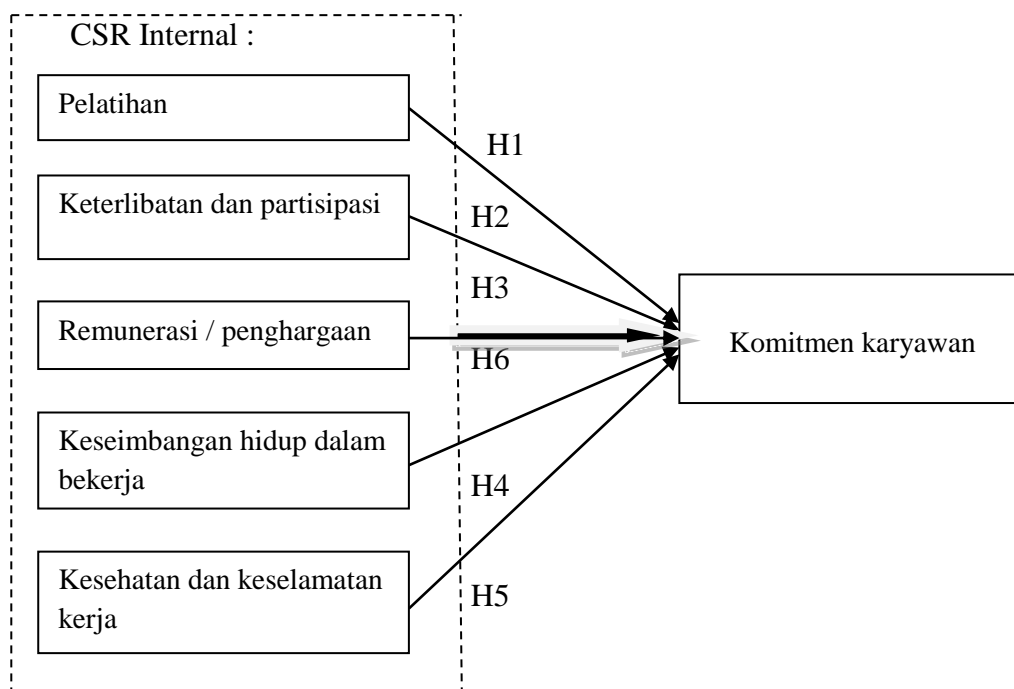 CSR Internal :
Pelatihan
H1
Keterlibatan dan partisipasi
H2
H3
Remunerasi / penghargaan
Komitmen karyawan
H6
Keseimbangan hidup dalam
bekerja
H4
Kesehatan dan keselamatan
kerja
H5